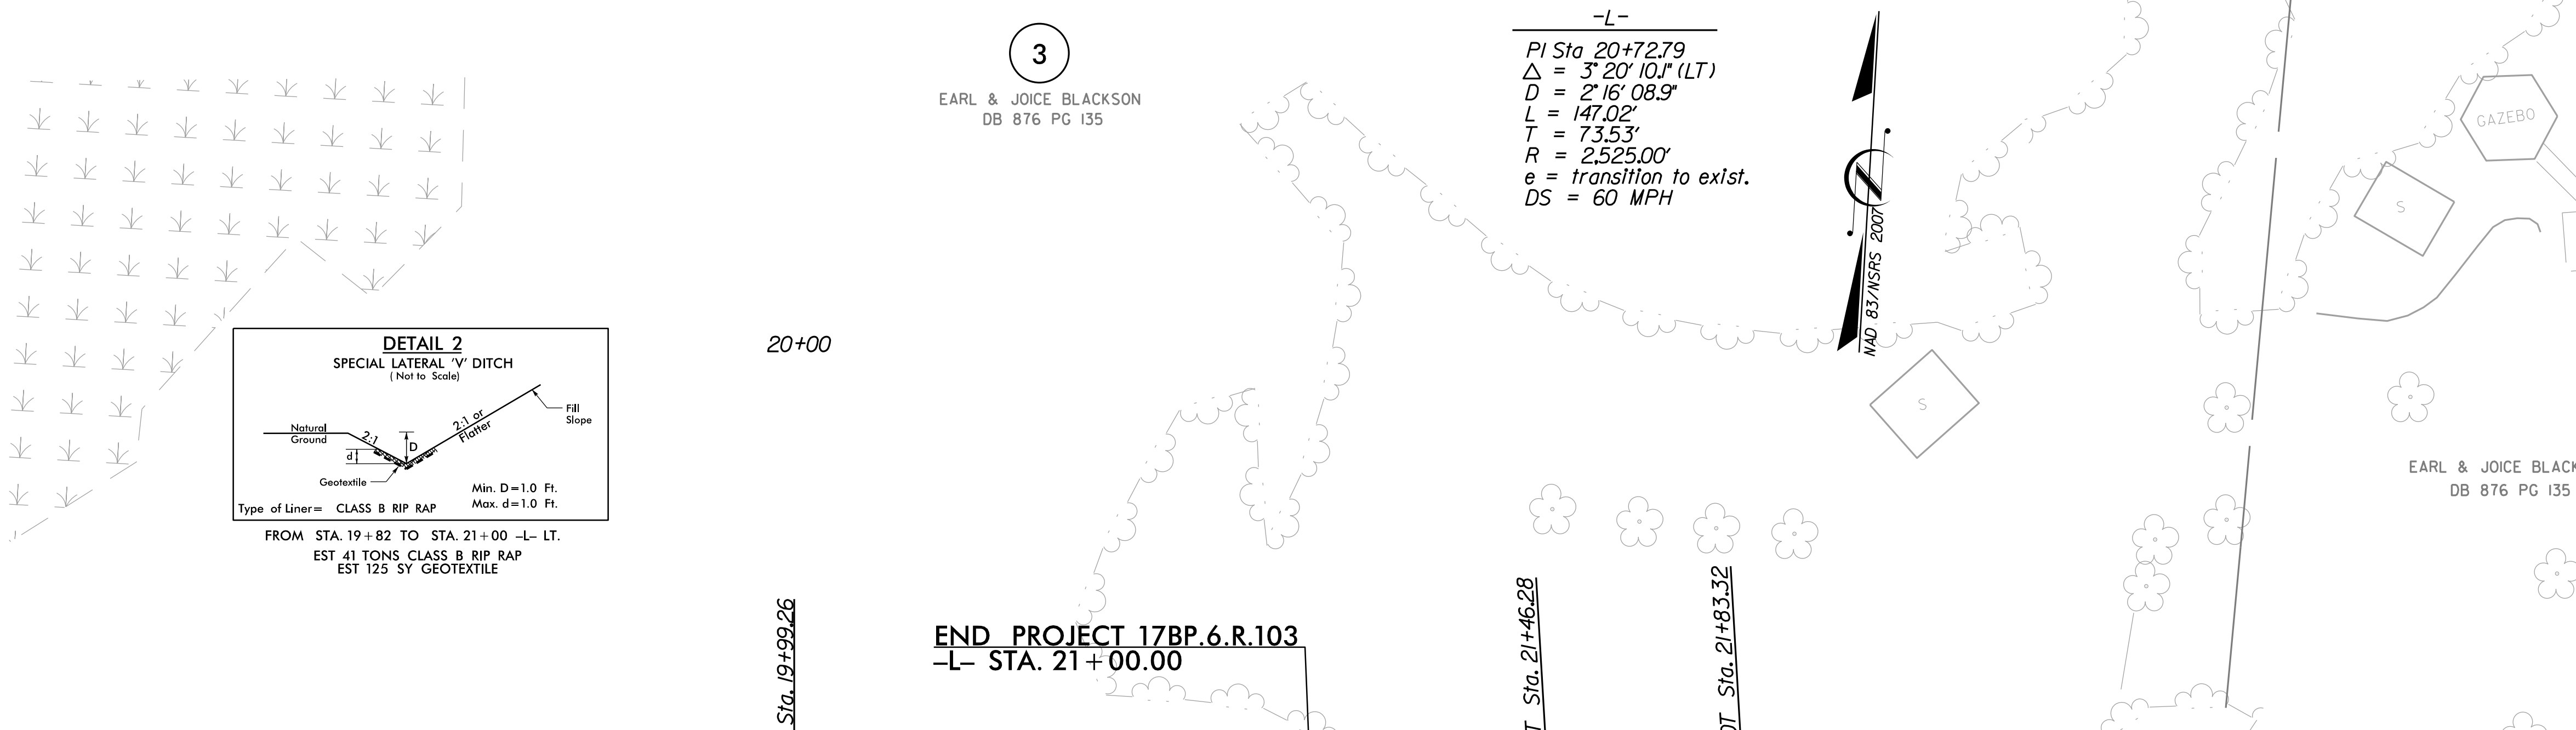 3
EARL & JOICE BLACKSON
DB 876 PG 135
-L-
PI Sta 20+72.79
Δ = 3° 20' 10.1" (LT)
D = 2° 16' 08.9"
L = 147.02'
T = 73.53'
R = 2,525.00'
e = transition to exist.
DS = 60 MPH
NAD 83/NSRS 2007
GAZEBO
S
S
20+00
DETAIL 2
SPECIAL LATERAL 'V' DITCH
( Not to Scale)
Natural
Ground
2:1
D
d
2:1 or
Flatter
Fill
Slope
Geotextile
Min. D=1.0 Ft.
Max. d=1.0 Ft.
Type of Liner= CLASS B RIP RAP
FROM STA. 19+82 TO STA. 21+00 -L- LT.
EST 41 TONS CLASS B RIP RAP
EST 125 SY GEOTEXTILE
EARL & JOICE
DB 876 PG 135
Sta. 19+99.26
END PROJECT 17BP.6.R.103
-L- STA. 21+00.00
T Sta. 21+46.28
Sta. 21+83.32